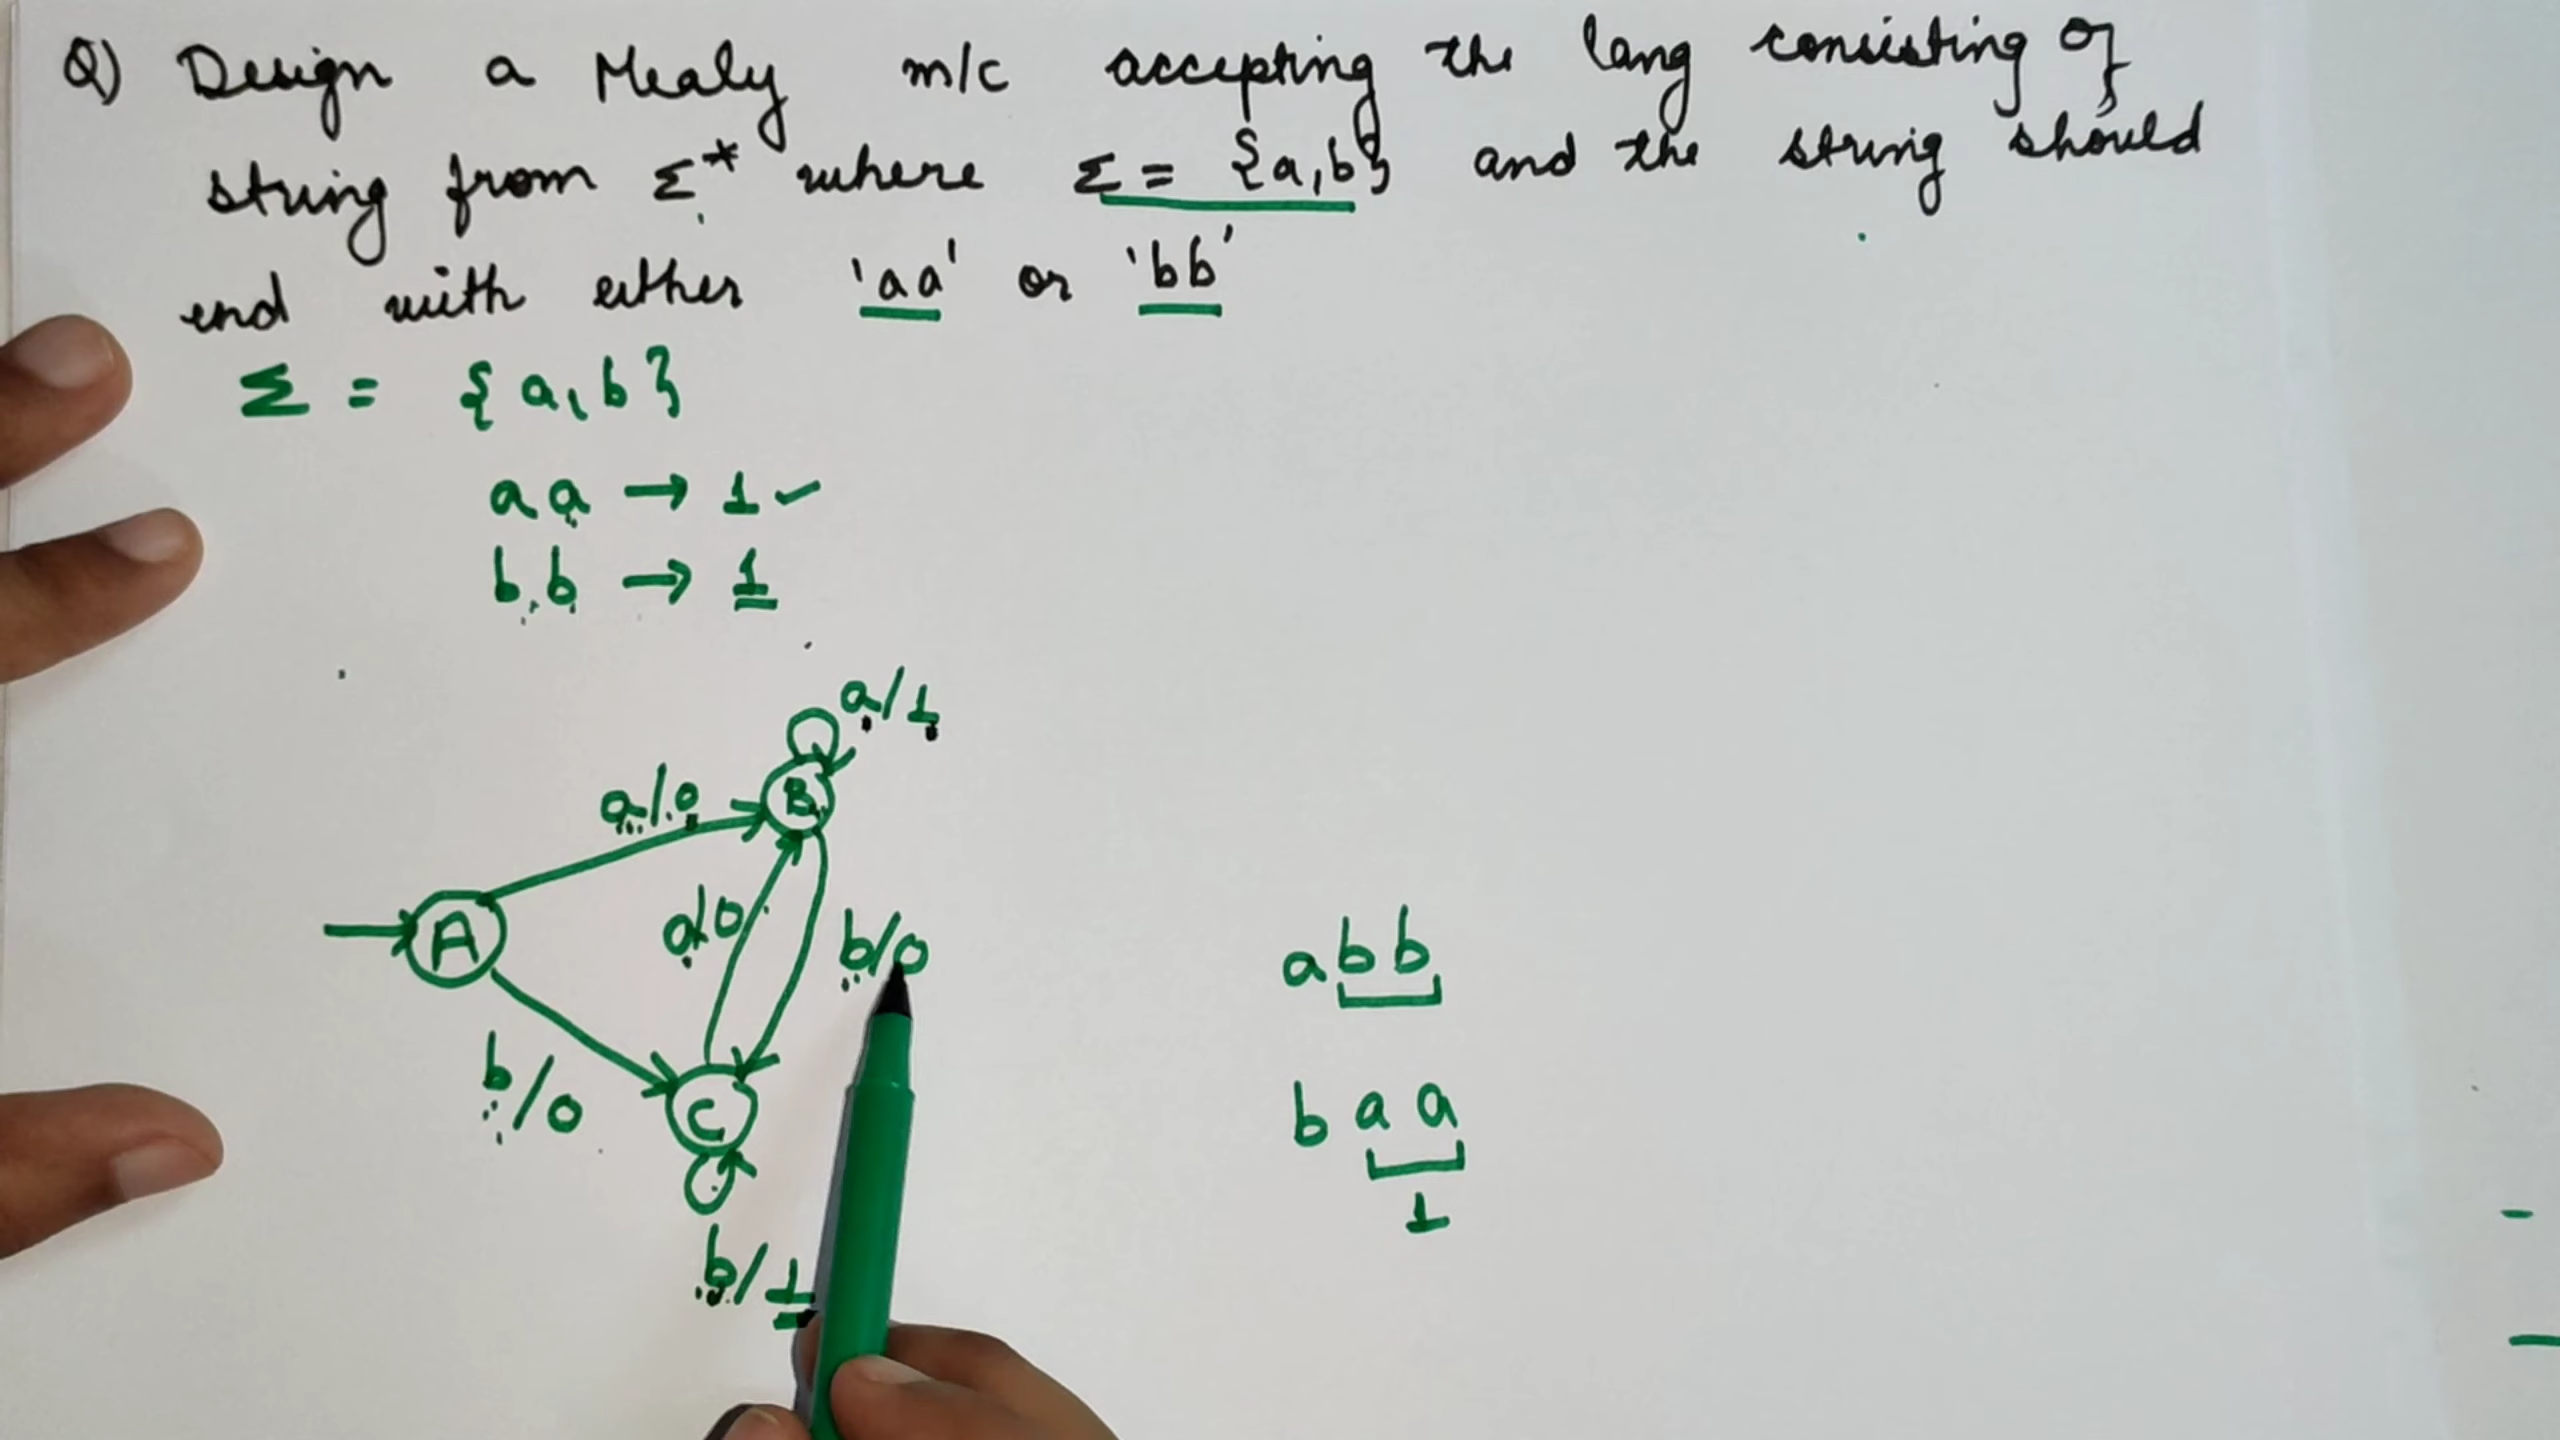 Q) Design a Mealy m/c accepting the lang consisting of
string from Σ* where Σ = {a,b} and the string should
end with either 'aa' or 'bb'
Σ = {a,b}
aa → 1 ✓
bb → 1
a/1
B
a/0
A
a/0
b/0
b/0
C
b/1
abb
baa
1